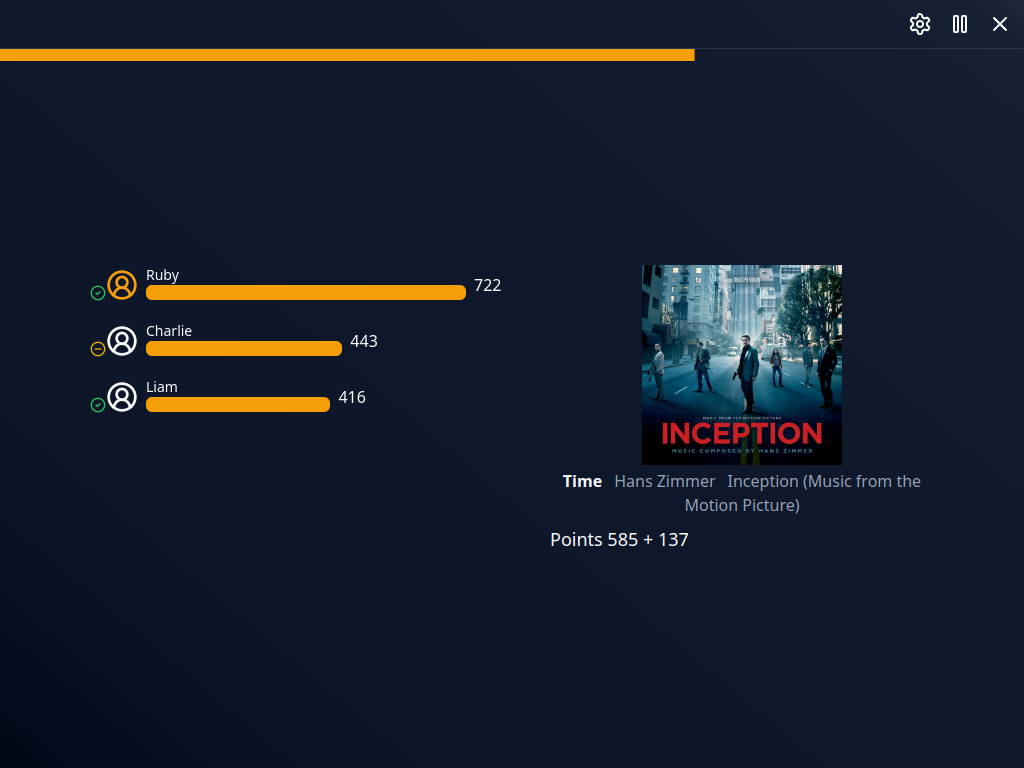 Ruby
722
Charlie
443
Liam
416
MUSIC FROM THE MOTION PICTURE
INCEPTION
MUSIC COMPOSED BY HANS ZIMMER
Time Hans Zimmer Inception (Music from the
Motion Picture)
Points 585 + 137